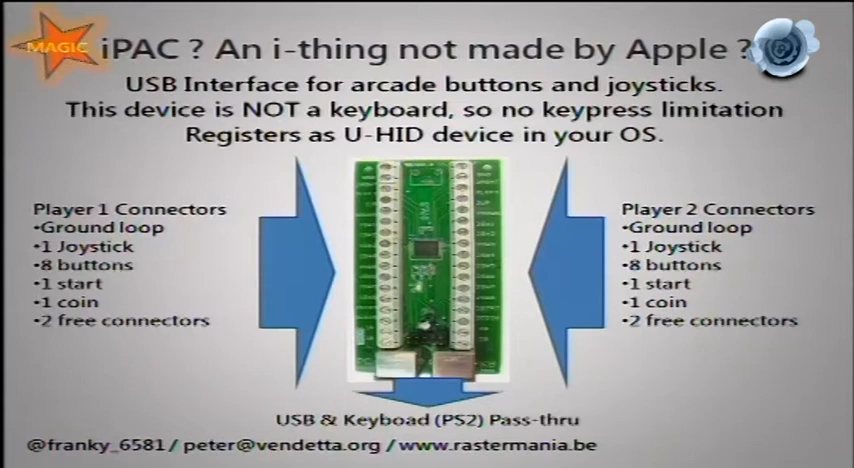 MAGIC
iPAC ? An i-thing not made by Apple ?
USB Interface for arcade buttons and joysticks.
This device is NOT a keyboard, so no keypress limitation
Registers as U-HID device in your OS.
Player 1 Connectors
•Ground loop
•1 Joystick
•8 buttons
•1 start
•1 coin
•2 free connectors
Player 2 Connectors
•Ground loop
•1 Joystick
•8 buttons
•1 start
•1 coin
•2 free connectors
USB & Keyboad (PS2) Pass-thru
@franky_6581 / peter@vendetta.org / www.rastermania.be